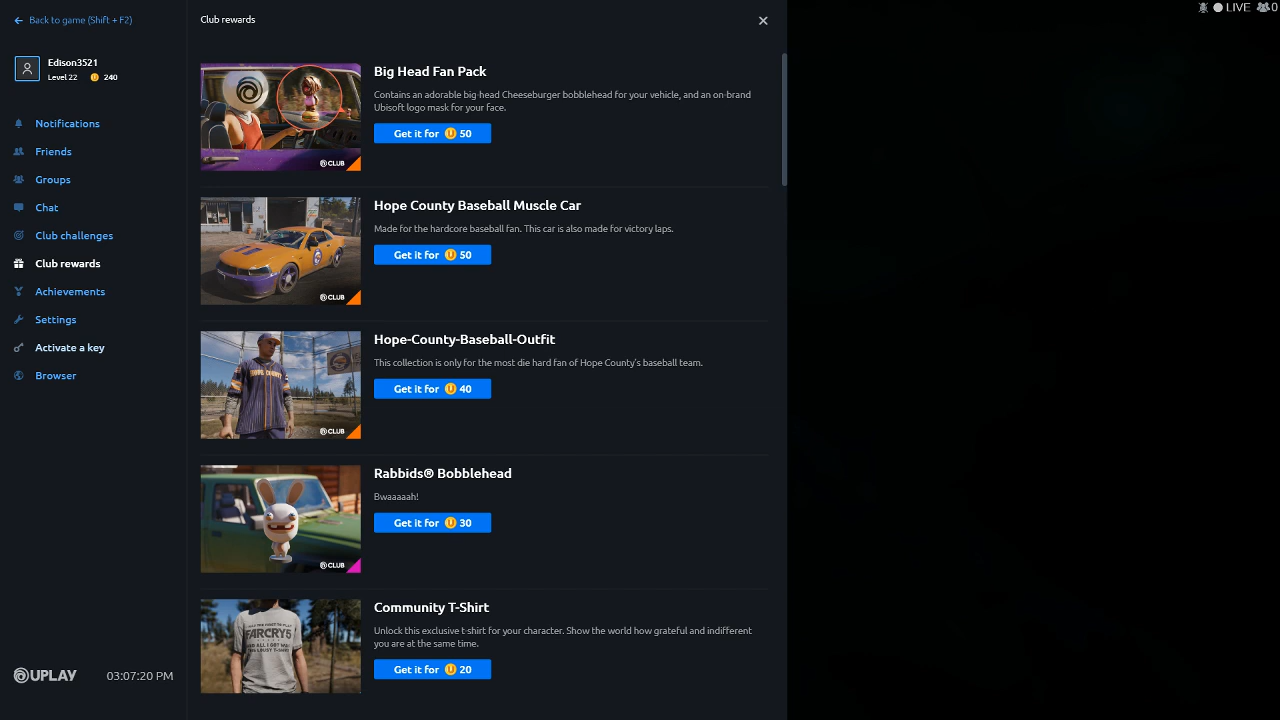 Back to game (Shift + F2)
Edison3521
Level 22 240
Notifications
Friends
Groups
Chat
Club challenges
Club rewards
Achievements
Settings
Activate a key
Browser
UPLAY 03:07:20 PM
Club rewards
CLUB
Big Head Fan Pack
Contains an adorable big-head Cheeseburger bobblehead for your vehicle, and an on-brand
Ubisoft logo mask for your face.
Get it for 50
CLUB
Hope County Baseball Muscle Car
Made for the hardcore baseball fan. This car is also made for victory laps.
Get it for 50
HOPE COUNTY
CLUB
Hope-County-Baseball-Outfit
This collection is only for the most die hard fan of Hope County's baseball team.
Get it for 40
CLUB
Rabbids® Bobblehead
Bwaaaaah!
Get it for 30
FARCRY5
Community T-Shirt
Unlock this exclusive t-shirt for your character. Show the world how grateful and indifferent
you are at the same time.
Get it for 20
LIVE 0